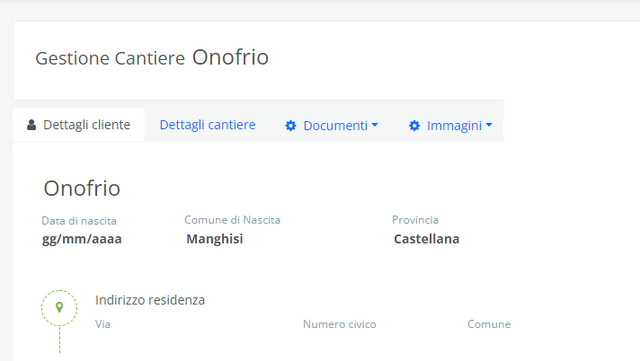 Gestione Cantiere Onofrio
Dettagli cliente Dettagli cantiere Documenti Immagini
Onofrio
Data di nascita Comune di Nascita Provincia
gg/mm/aaaa Manghisi Castellana
Indirizzo residenza
Via Numero civico Comune